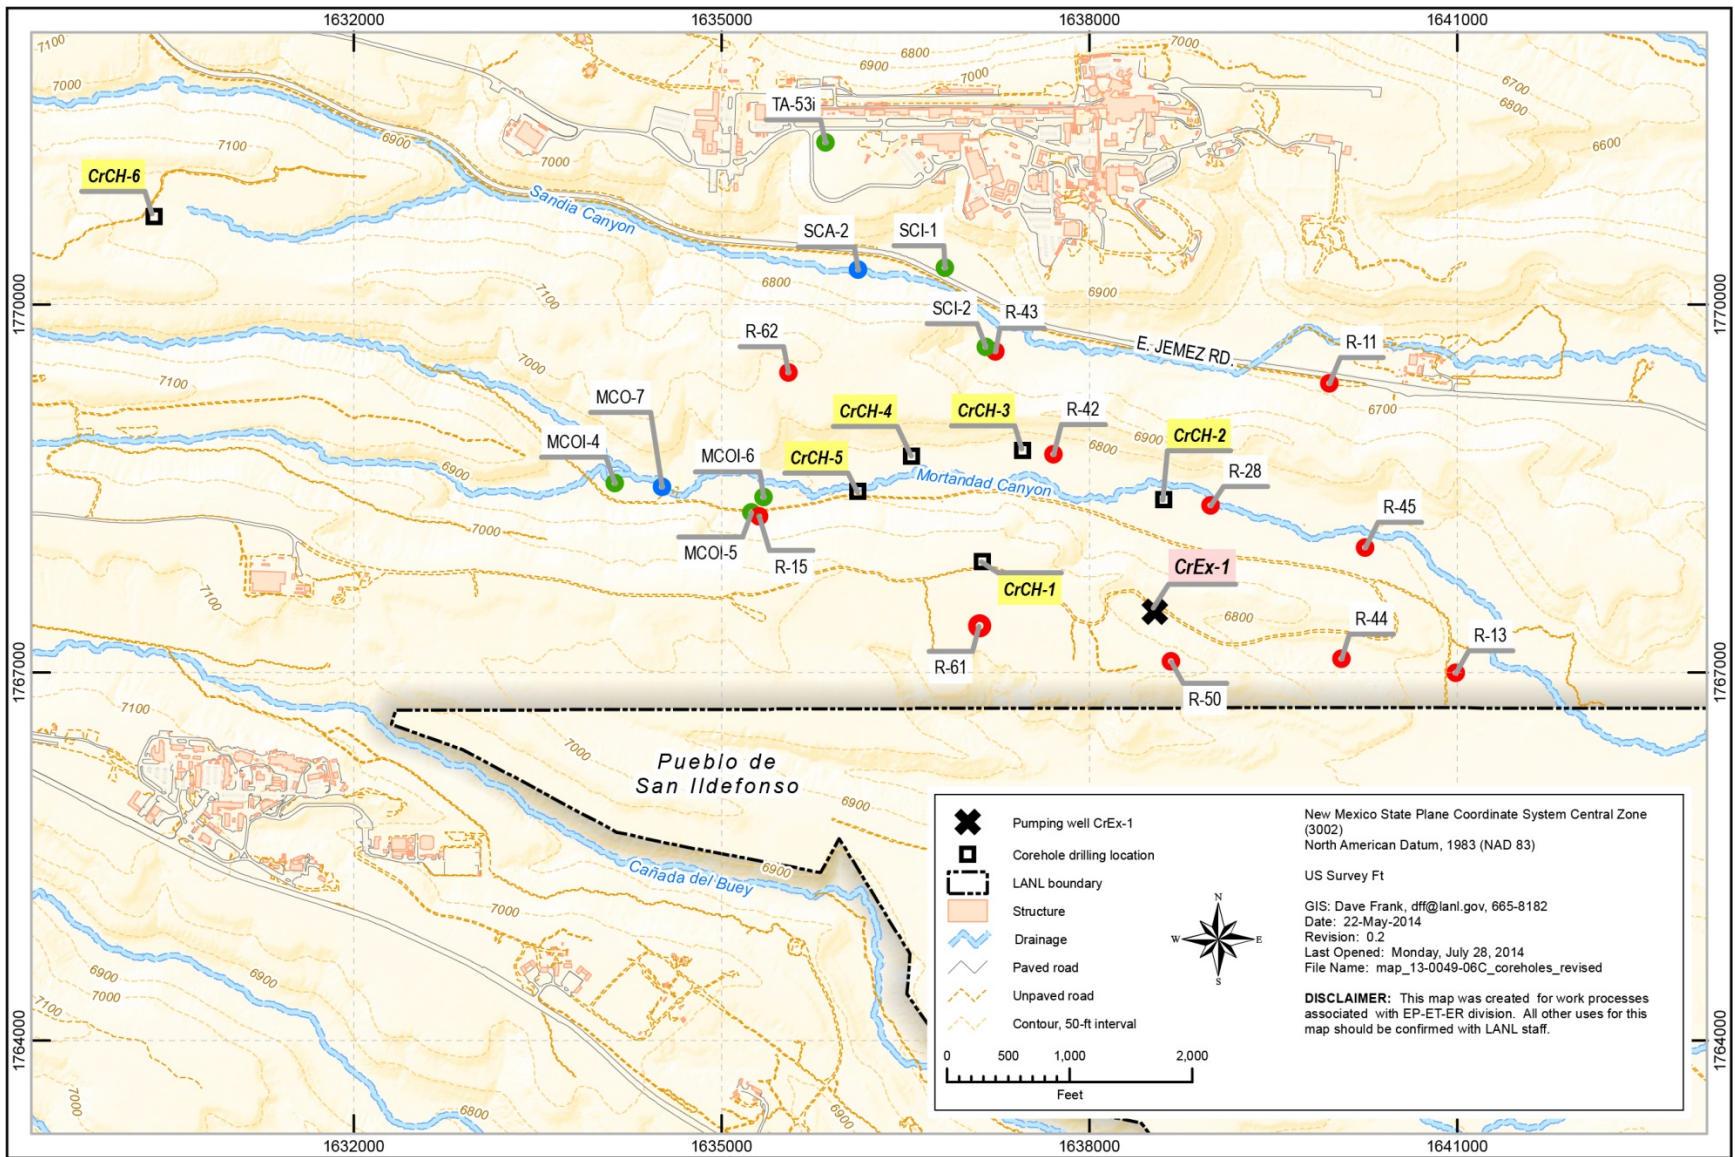 1632000
1635000
1638000
1641000
7100
6800
6900
7000
7000
6700
6800
7000
TA-53i
6900
7100
7000
6600
CrCH-6
Sandia Canyon
SCA-2
SCI-1
6800
6900
7100
1770000
1770000
SCI-2
R-43
R-62
E. JEMEZ RD.
R-11
7100
MCO-7
CrCH-4
CrCH-3
R-42
6700
6800
6900
CrCH-2
MCOI-4
MCOI-6
CrCH-5
6900
Mortandad Canyon
R-28
R-45
7000
MCOI-5
R-15
CrEx-1
7100
CrCH-1
6800
R-44
R-13
R-61
1767000
1767000
R-50
7100
7000
Pueblo de
San Ildefonso
6900
6900
Cañada del Buey
7000
6900
6900
7000
7100
7000
6800
6900
Pumping well CrEx-1
Corehole drilling location
LANL boundary
Structure
Drainage
Paved road
Unpaved road
Contour, 50-ft interval
0 500 1,000 2,000
Feet
N
W E
S
New Mexico State Plane Coordinate System Central Zone
(3002)
North American Datum, 1983 (NAD 83)
US Survey Ft
GIS: Dave Frank, dff@lanl.gov, 665-8182
Date: 22-May-2014
Revision: 0.2
Last Opened: Monday, July 28, 2014
File Name: map_13-0049-06C_coreholes_revised
DISCLAIMER: This map was created for work processes
associated with EP-ET-ER division. All other uses for this
map should be confirmed with LANL staff.
1764000
1764000
1632000
1635000
1638000
1641000